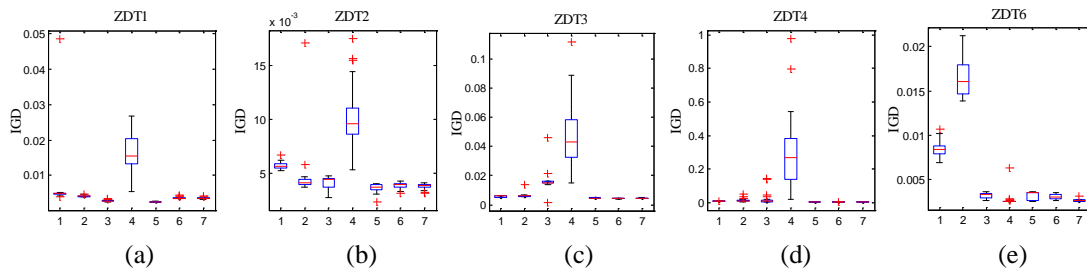 ZDT1
IGD
0.05
0.04
0.03
0.02
0.01
1 2 3 4 5 6 7
(a)
x 10⁻³
ZDT2
IGD
15
10
5
1 2 3 4 5 6 7
(b)
ZDT3
IGD
0.1
0.08
0.06
0.04
0.02
0
1 2 3 4 5 6 7
(c)
ZDT4
IGD
1
0.8
0.6
0.4
0.2
0
1 2 3 4 5 6 7
(d)
ZDT6
IGD
0.02
0.015
0.01
0.005
1 2 3 4 5 6 7
(e)